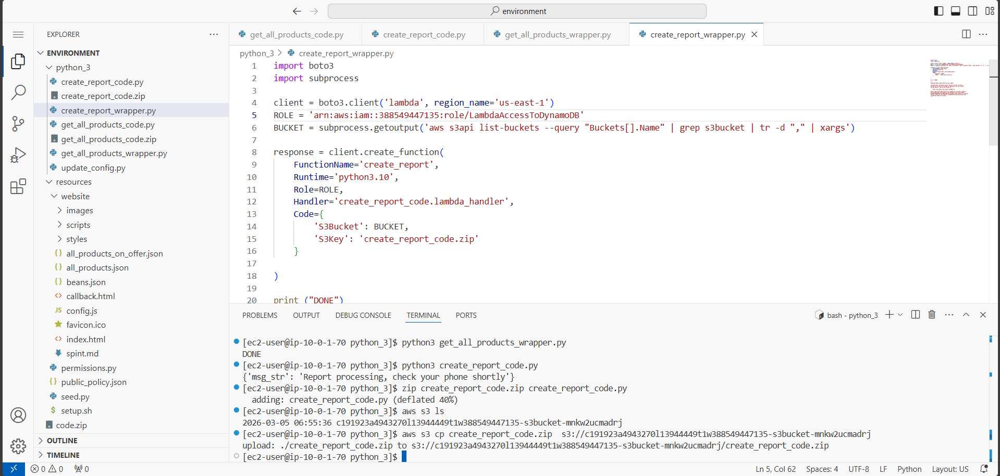 environment
EXPLORER
ENVIRONMENT
python_3
create_report_code.py
create_report_code.zip
create_report_wrapper.py
get_all_products_code.py
get_all_products_code.zip
get_all_products_wrapper.py
update_config.py
resources
website
images
scripts
styles
{} all_products_on_offer.json
{} all_products.json
{} beans.json
<> callback.html
JS config.js
favicon.ico
<> index.html
spint.md
permissions.py
{} public_policy.json
seed.py
$ setup.sh
code.zip
OUTLINE
TIMELINE
get_all_products_code.py
create_report_code.py
get_all_products_wrapper.py
create_report_wrapper.py
python_3 > create_report_wrapper.py
1 import boto3
2 import subprocess
3
4 client = boto3.client('lambda', region_name='us-east-1')
5 ROLE = 'arn:aws:iam::388549447135:role/LambdaAccessToDynamoDB'
6 BUCKET = subprocess.getoutput('aws s3api list-buckets --query "Buckets[].Name" | grep s3bucket | tr -d "," | xargs')
7
8 response = client.create_function(
9 FunctionName='create_report',
10 Runtime='python3.10',
11 Role=ROLE,
12 Handler='create_report_code.lambda_handler',
13 Code={
14 'S3Bucket': BUCKET,
15 'S3Key': 'create_report_code.zip'
16 }
17
18 )
19
20 print ("DONE")
PROBLEMS OUTPUT DEBUG CONSOLE TERMINAL PORTS
bash - python_3
[ec2-user@ip-10-0-1-70 python_3]$ python3 get_all_products_wrapper.py
DONE
[ec2-user@ip-10-0-1-70 python_3]$ python3 create_report_code.py
{'msg_str': 'Report processing, check your phone shortly'}
[ec2-user@ip-10-0-1-70 python_3]$ zip create_report_code.zip create_report_code.py
adding: create_report_code.py (deflated 40%)
[ec2-user@ip-10-0-1-70 python_3]$ aws s3 ls
2026-03-05 06:55:36 c191923a4943270l13944449t1w388549447135-s3bucket-mnkw2ucmadrj
[ec2-user@ip-10-0-1-70 python_3]$ aws s3 cp create_report_code.zip  s3://c191923a4943270l13944449t1w388549447135-s3bucket-mnkw2ucmadrj
upload: ./create_report_code.zip to s3://c191923a4943270l13944449t1w388549447135-s3bucket-mnkw2ucmadrj/create_report_code.zip
[ec2-user@ip-10-0-1-70 python_3]$
0 0 0
Ln 5, Col 62 Spaces: 4 UTF-8 LF Python Layout: US